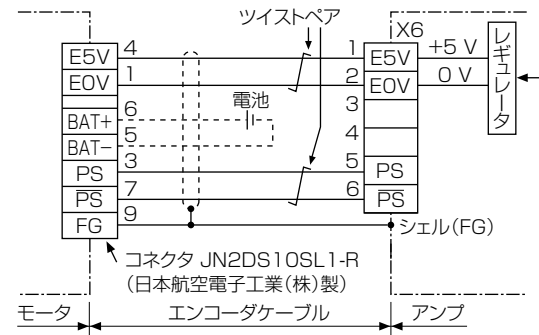 ツイストペア
X6
E5V 4 1 E5V +5 V
E0V 1 2 E0V 0 V
レギュレータ
3
BAT+ 6 電池
4
BAT− 5
PS 3 5 PS
P̅S̅ 7 6 P̅S̅
FG 9 シェル(FG)
コネクタ JN2DS10SL1-R
(日本航空電子工業(株)製)
モータ エンコーダケーブル アンプ